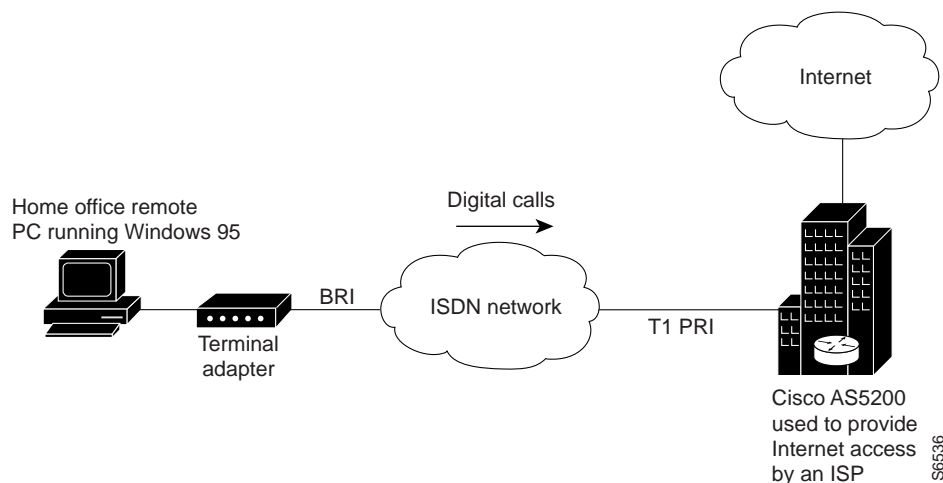 Internet
Digital calls
Home office remote
PC running Windows 95
BRI
ISDN network
T1 PRI
Terminal
adapter
Cisco AS5200
used to provide
Internet access
by an ISP
S6536